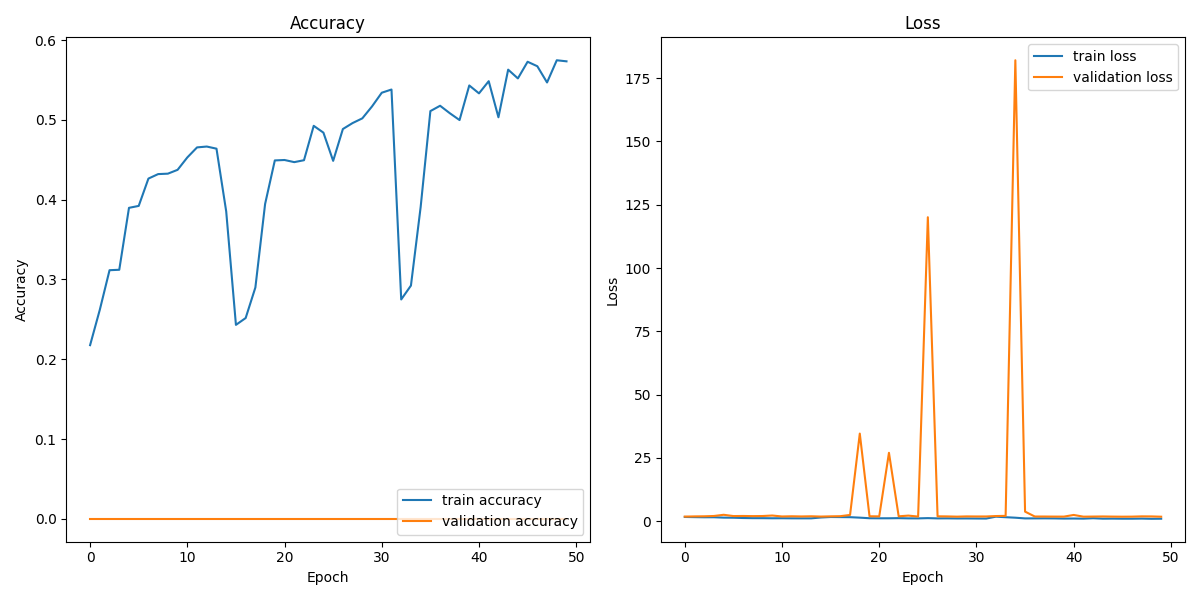 Accuracy
0.6
0.5
0.4
0.3
0.2
0.1
0.0
Accuracy
0 10 20 30 40 50
Epoch
train accuracy
validation accuracy
Loss
175
150
125
100
75
50
25
0
Loss
0 10 20 30 40 50
Epoch
train loss
validation loss